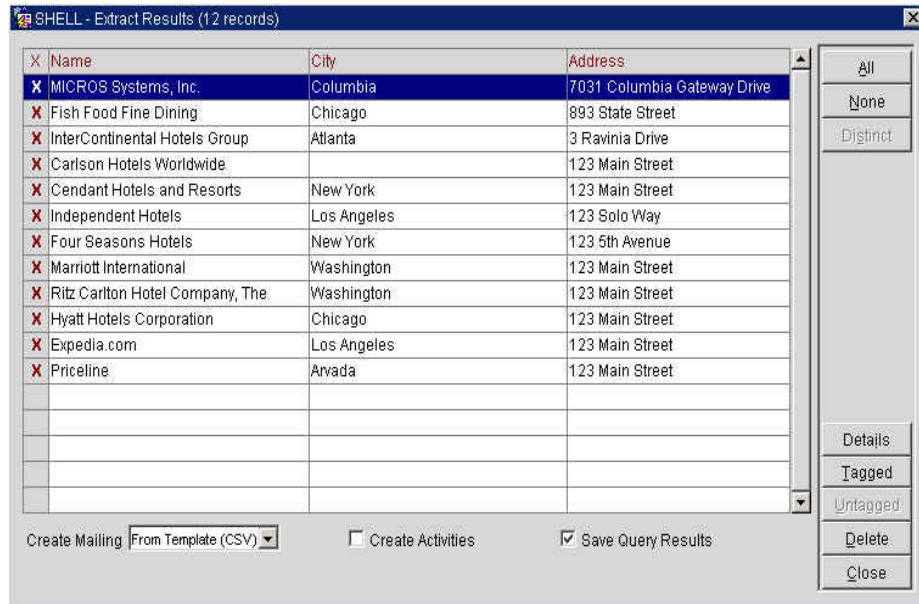 SHELL - Extract Results (12 records)
X Name City Address
X MICROS Systems, Inc. Columbia 7031 Columbia Gateway Drive
X Fish Food Fine Dining Chicago 893 State Street
X InterContinental Hotels Group Atlanta 3 Ravinia Drive
X Carlson Hotels Worldwide 123 Main Street
X Cendant Hotels and Resorts New York 123 Main Street
X Independent Hotels Los Angeles 123 Solo Way
X Four Seasons Hotels New York 123 5th Avenue
X Marriott International Washington 123 Main Street
X Ritz Carlton Hotel Company, The Washington 123 Main Street
X Hyatt Hotels Corporation Chicago 123 Main Street
X Expedia.com Los Angeles 123 Main Street
X Priceline Arvada 123 Main Street
All
None
Distinct
Details
Tagged
Untagged
Delete
Close
Create Mailing From Template (CSV) Create Activities Save Query Results